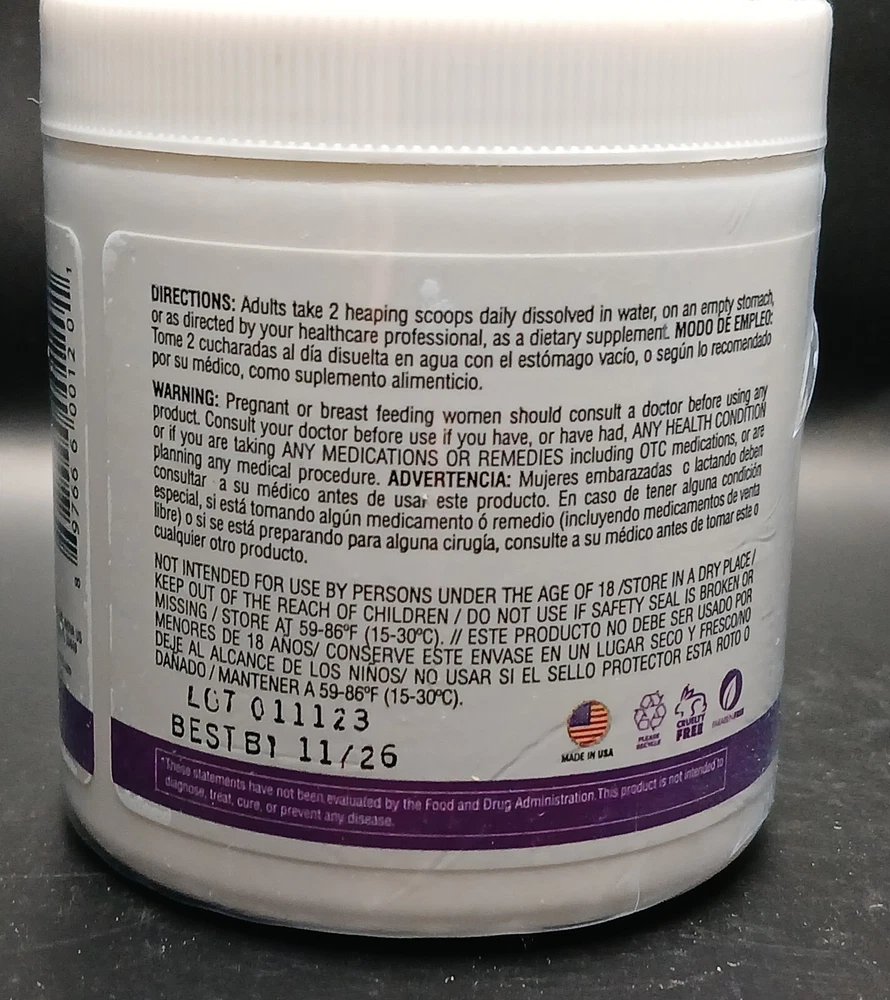 DIRECTIONS: Adults take 2 heaping scoops daily dissolved in water, on an empty stomach,
or as directed by your healthcare professional, as a dietary supplement. MODO DE EMPLEO:
Tome 2 cucharadas al día disuelta en agua con el estómago vacío, o según lo recomendado
por su médico, como suplemento alimenticio.
WARNING: Pregnant or breast feeding women should consult a doctor before using any
product. Consult your doctor before use if you have, or have had, ANY HEALTH CONDITION
or if you are taking ANY MEDICATIONS OR REMEDIES including OTC medications, or are
planning any medical procedure. ADVERTENCIA: Mujeres embarazadas o lactando deben
consultar a su médico antes de usar este producto. En caso de tener alguna condición
especial, si está tomando algún medicamento ó remedio (incluyendo medicamentos de venta
libre) o si se está preparando para alguna cirugía, consulte a su médico antes de tomar este o
cualquier otro producto.
NOT INTENDED FOR USE BY PERSONS UNDER THE AGE OF 18 /STORE IN A DRY PLACE/
KEEP OUT OF THE REACH OF CHILDREN / DO NOT USE IF SAFETY SEAL IS BROKEN OR
MISSING / STORE AT 59-86ºF (15-30ºC). // ESTE PRODUCTO NO DEBE SER USADO POR
MENORES DE 18 AÑOS/ CONSERVE ESTE ENVASE EN UN LUGAR SECO Y FRESCO/NO
DEJE AL ALCANCE DE LOS NIÑOS/ NO USAR SI EL SELLO PROTECTOR ESTA ROTO O
DAÑADO / MANTENER A 59-86ºF (15-30ºC).
LOT 011123
BEST BY 11/26
MADE IN USA
PLEASE
RECYCLE
CRUELTY
FREE
PARABEN FREE
*These statements have not been evaluated by the Food and Drug Administration. This product is not intended to
diagnose, treat, cure, or prevent any disease.
8 97666 00120 1